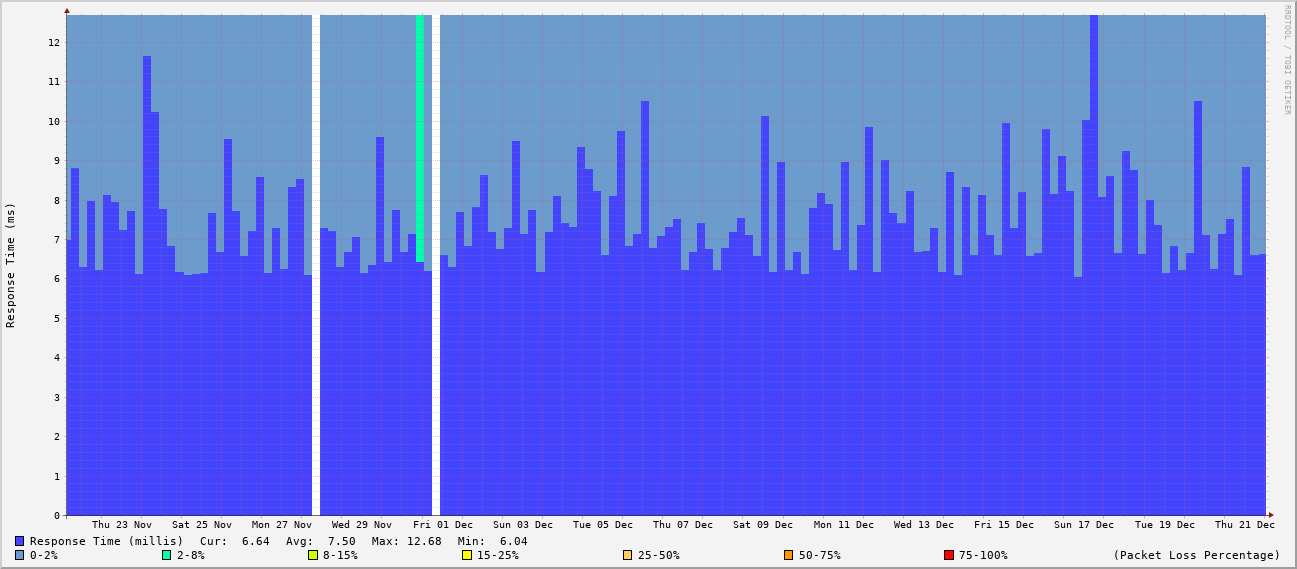 RRDTOOL / TOBI OETIKER
Response Time (ms)
12
11
10
9
8
7
6
5
4
3
2
1
0
Thu 23 Nov Sat 25 Nov Mon 27 Nov Wed 29 Nov Fri 01 Dec Sun 03 Dec Tue 05 Dec Thu 07 Dec Sat 09 Dec Mon 11 Dec Wed 13 Dec Fri 15 Dec Sun 17 Dec Tue 19 Dec Thu 21 Dec
Response Time (millis) Cur: 6.64 Avg: 7.50 Max: 12.68 Min: 6.04
0-2% 2-8% 8-15% 15-25% 25-50% 50-75% 75-100% (Packet Loss Percentage)